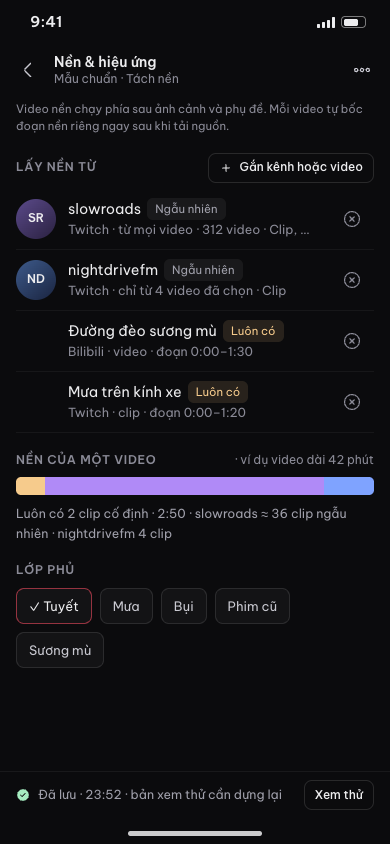 9:41
Nền & hiệu ứng
Mẫu chuẩn · Tách nền
Video nền chạy phía sau ảnh cảnh và phụ đề. Mỗi video tự bốc
đoạn nền riêng ngay sau khi tải nguồn.
LẤY NỀN TỪ
+ Gắn kênh hoặc video
SR
slowroads Ngẫu nhiên
Twitch · từ mọi video · 312 video · Clip, ...
ND
nightdrivefm Ngẫu nhiên
Twitch · chỉ từ 4 video đã chọn · Clip
Đường đèo sương mù Luôn có
Bilibili · video · đoạn 0:00–1:30
Mưa trên kính xe Luôn có
Twitch · clip · đoạn 0:00–1:20
NỀN CỦA MỘT VIDEO · ví dụ video dài 42 phút
Luôn có 2 clip cố định · 2:50 · slowroads ≈ 36 clip ngẫu
nhiên · nightdrivefm 4 clip
LỚP PHỦ
✓ Tuyết Mưa Bụi Phim cũ
Sương mù
Đã lưu · 23:52 · bản xem thử cần dựng lại Xem thử